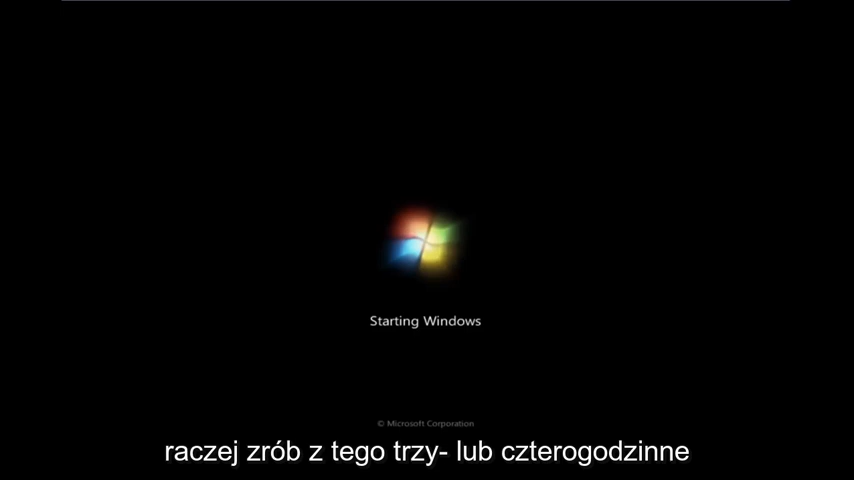 Starting Windows
© Microsoft Corporation
raczej zrób z tego trzy- lub czterogodzinne